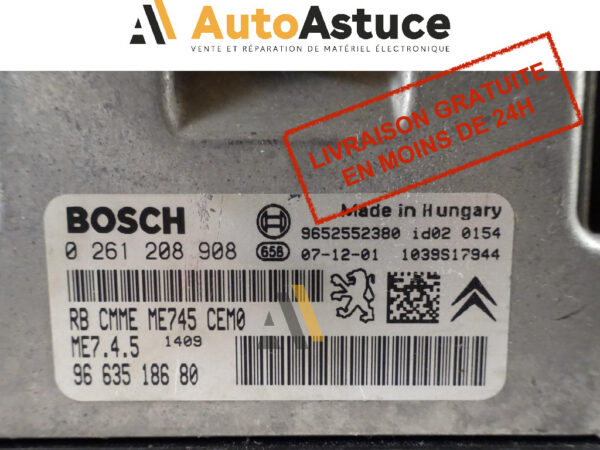 AutoAstuce
VENTE ET RÉPARATION DE MATÉRIEL ÉLECTRONIQUE
LIVRAISON GRATUITE
EN MOINS DE 24H
BOSCH
Made in Hungary
9652552380 id02 0154
0 261 208 908
656
07-12-01 1039S17944
RB CMME ME745 CEM0
ME7.4.5 1409
96 635 186 80